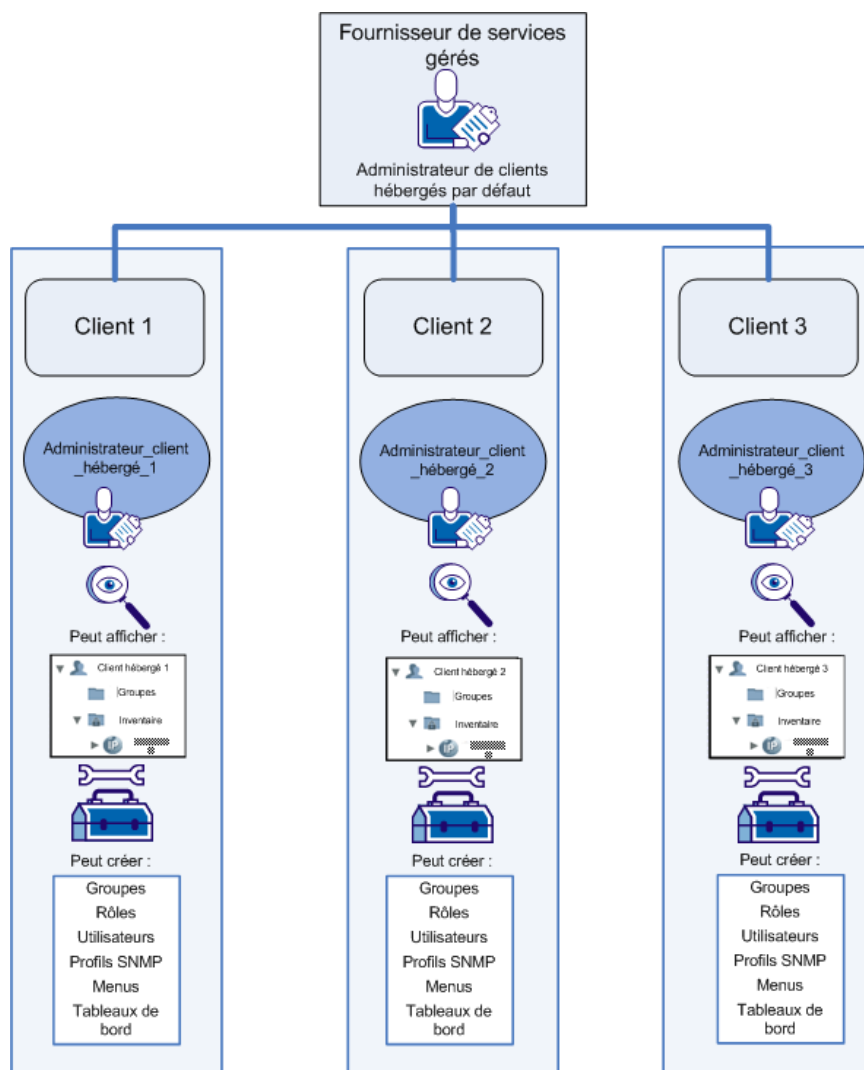 Fournisseur de services
gérés
Administrateur de clients
hébergés par défaut
Client 1
Administrateur_client
_hébergé_1
Peut afficher :
Client hébergé 1
Groupes
Inventaire
IP
Peut créer :
Groupes
Rôles
Utilisateurs
Profils SNMP
Menus
Tableaux de
bord
Client 2
Administrateur_client
_hébergé_2
Peut afficher :
Client hébergé 2
Groupes
Inventaire
IP
Peut créer :
Groupes
Rôles
Utilisateurs
Profils SNMP
Menus
Tableaux de
bord
Client 3
Administrateur_client
_hébergé_3
Peut afficher :
Client hébergé 3
Groupes
Inventaire
IP
Peut créer :
Groupes
Rôles
Utilisateurs
Profils SNMP
Menus
Tableaux de
bord